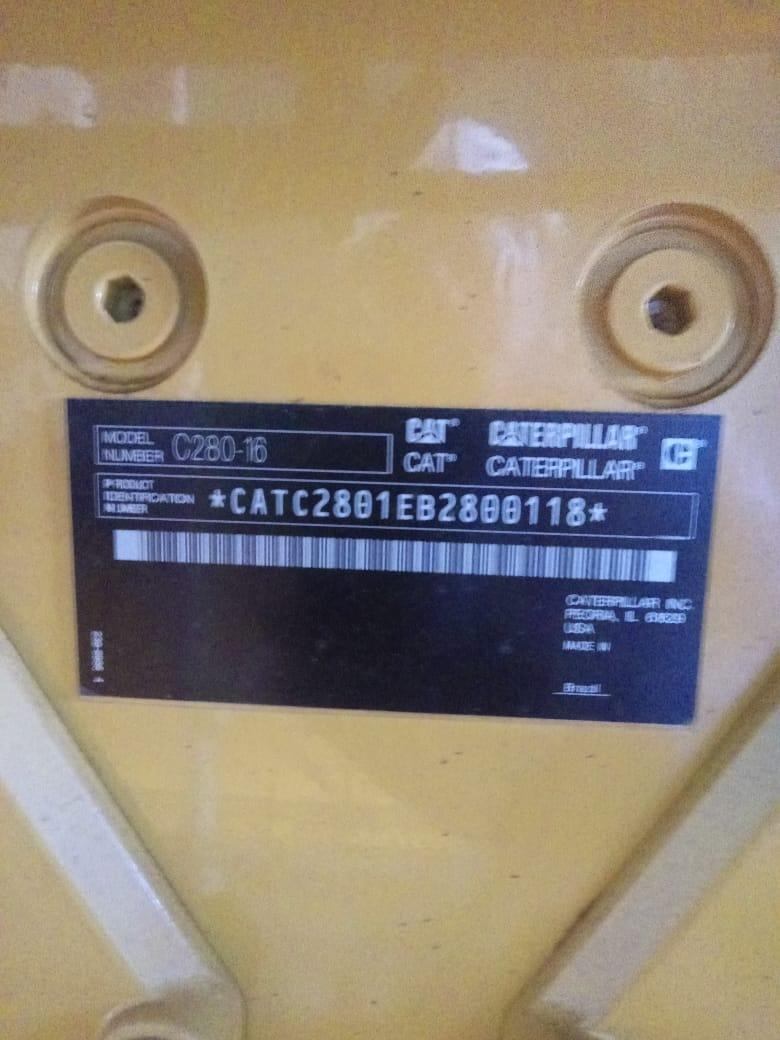 MODEL NUMBER C280-16
CAT® CATERPILLAR®
CAT® CATERPILLAR®
PRODUCT IDENTIFICATION NUMBER *CATC2801EB2800118*
CATERPILLAR INC.
PEORIA, IL
USA
MADE IN
Brazil